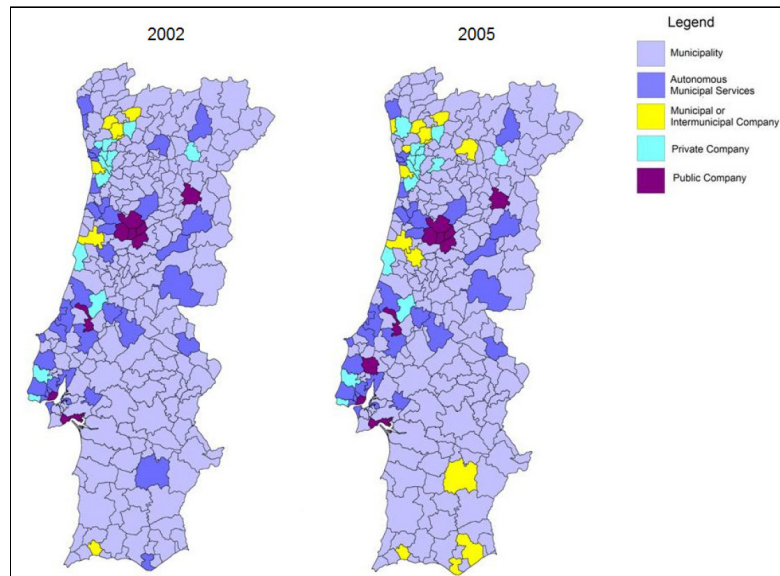 2002
2005
Legend
Municipality
Autonomous
Municipal Services
Municipal or
Intermunicipal Company
Private Company
Public Company